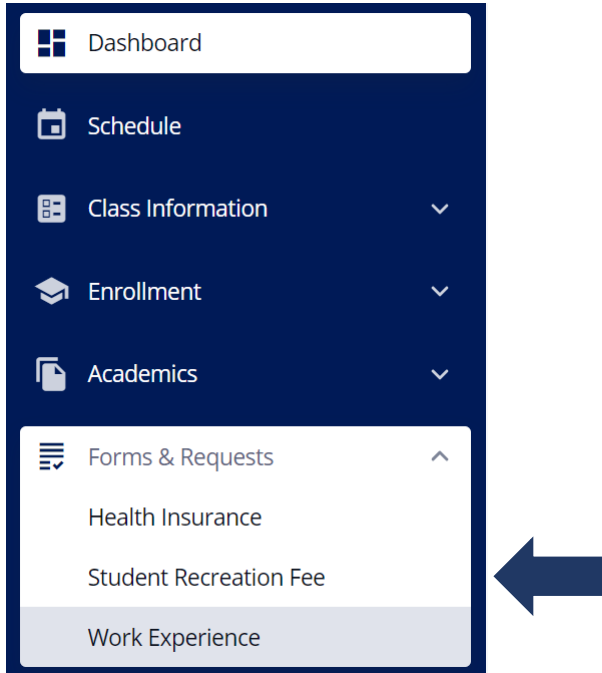 Dashboard
Schedule
Class Information
Enrollment
Academics
Forms & Requests
Health Insurance
Student Recreation Fee
Work Experience